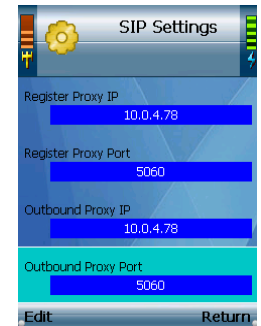 SIP Settings
Register Proxy IP
10.0.4.78
Register Proxy Port
5060
Outbound Proxy IP
10.0.4.78
Outbound Proxy Port
5060
Edit Return